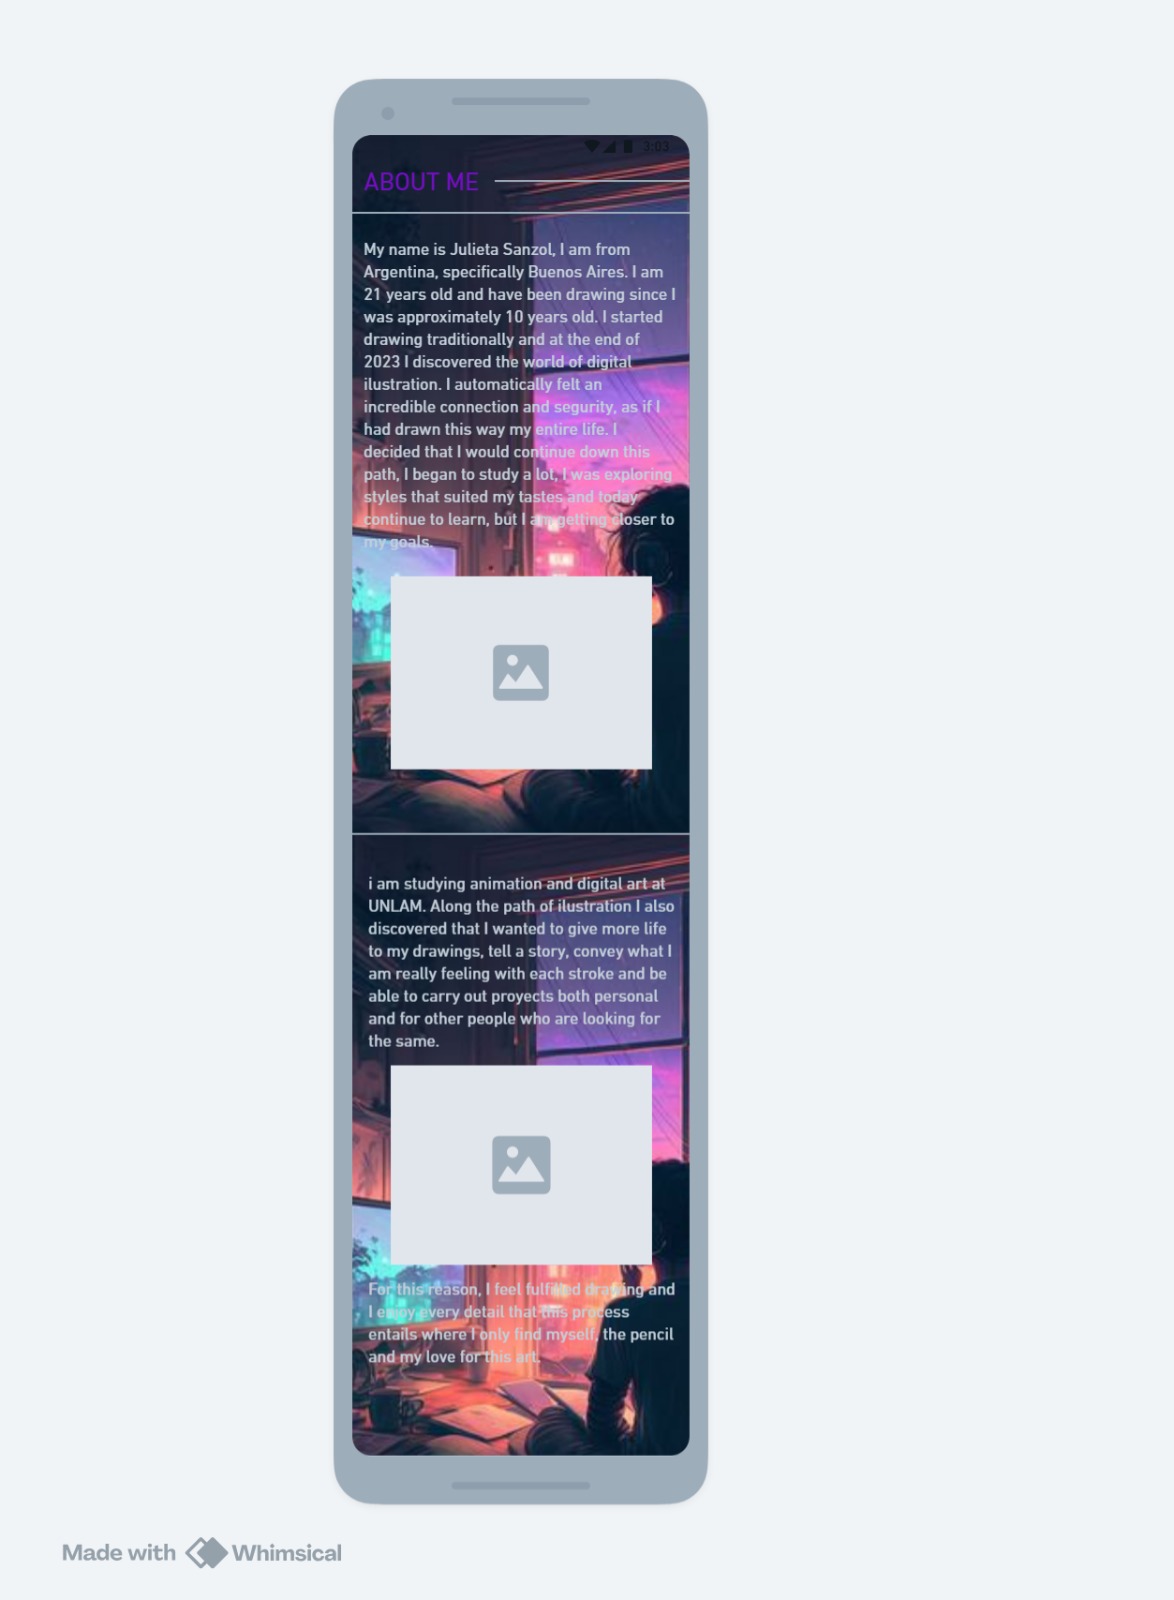 Made with Whimsical
3:03
ABOUT ME
My name is Julieta Sanzol, I am from
Argentina, specifically Buenos Aires. I am
21 years old and have been drawing since I
was approximately 10 years old. I started
drawing traditionally and at the end of
2023 I discovered the world of digital
ilustration. I automatically felt an
incredible connection and segurity, as if I
had drawn this way my entire life. I
decided that I would continue down this
path, I began to study a lot, I was exploring
styles that suited my tastes and today
continue to learn, but I am getting closer to
my goals.
i am studying animation and digital art at
UNLAM. Along the path of ilustration I also
discovered that I wanted to give more life
to my drawings, tell a story, convey what I
am really feeling with each stroke and be
able to carry out proyects both personal
and for other people who are looking for
the same.
For this reason, I feel fulfilled drawing and
I enjoy every detail that this process
entails where I only find myself, the pencil
and my love for this art.